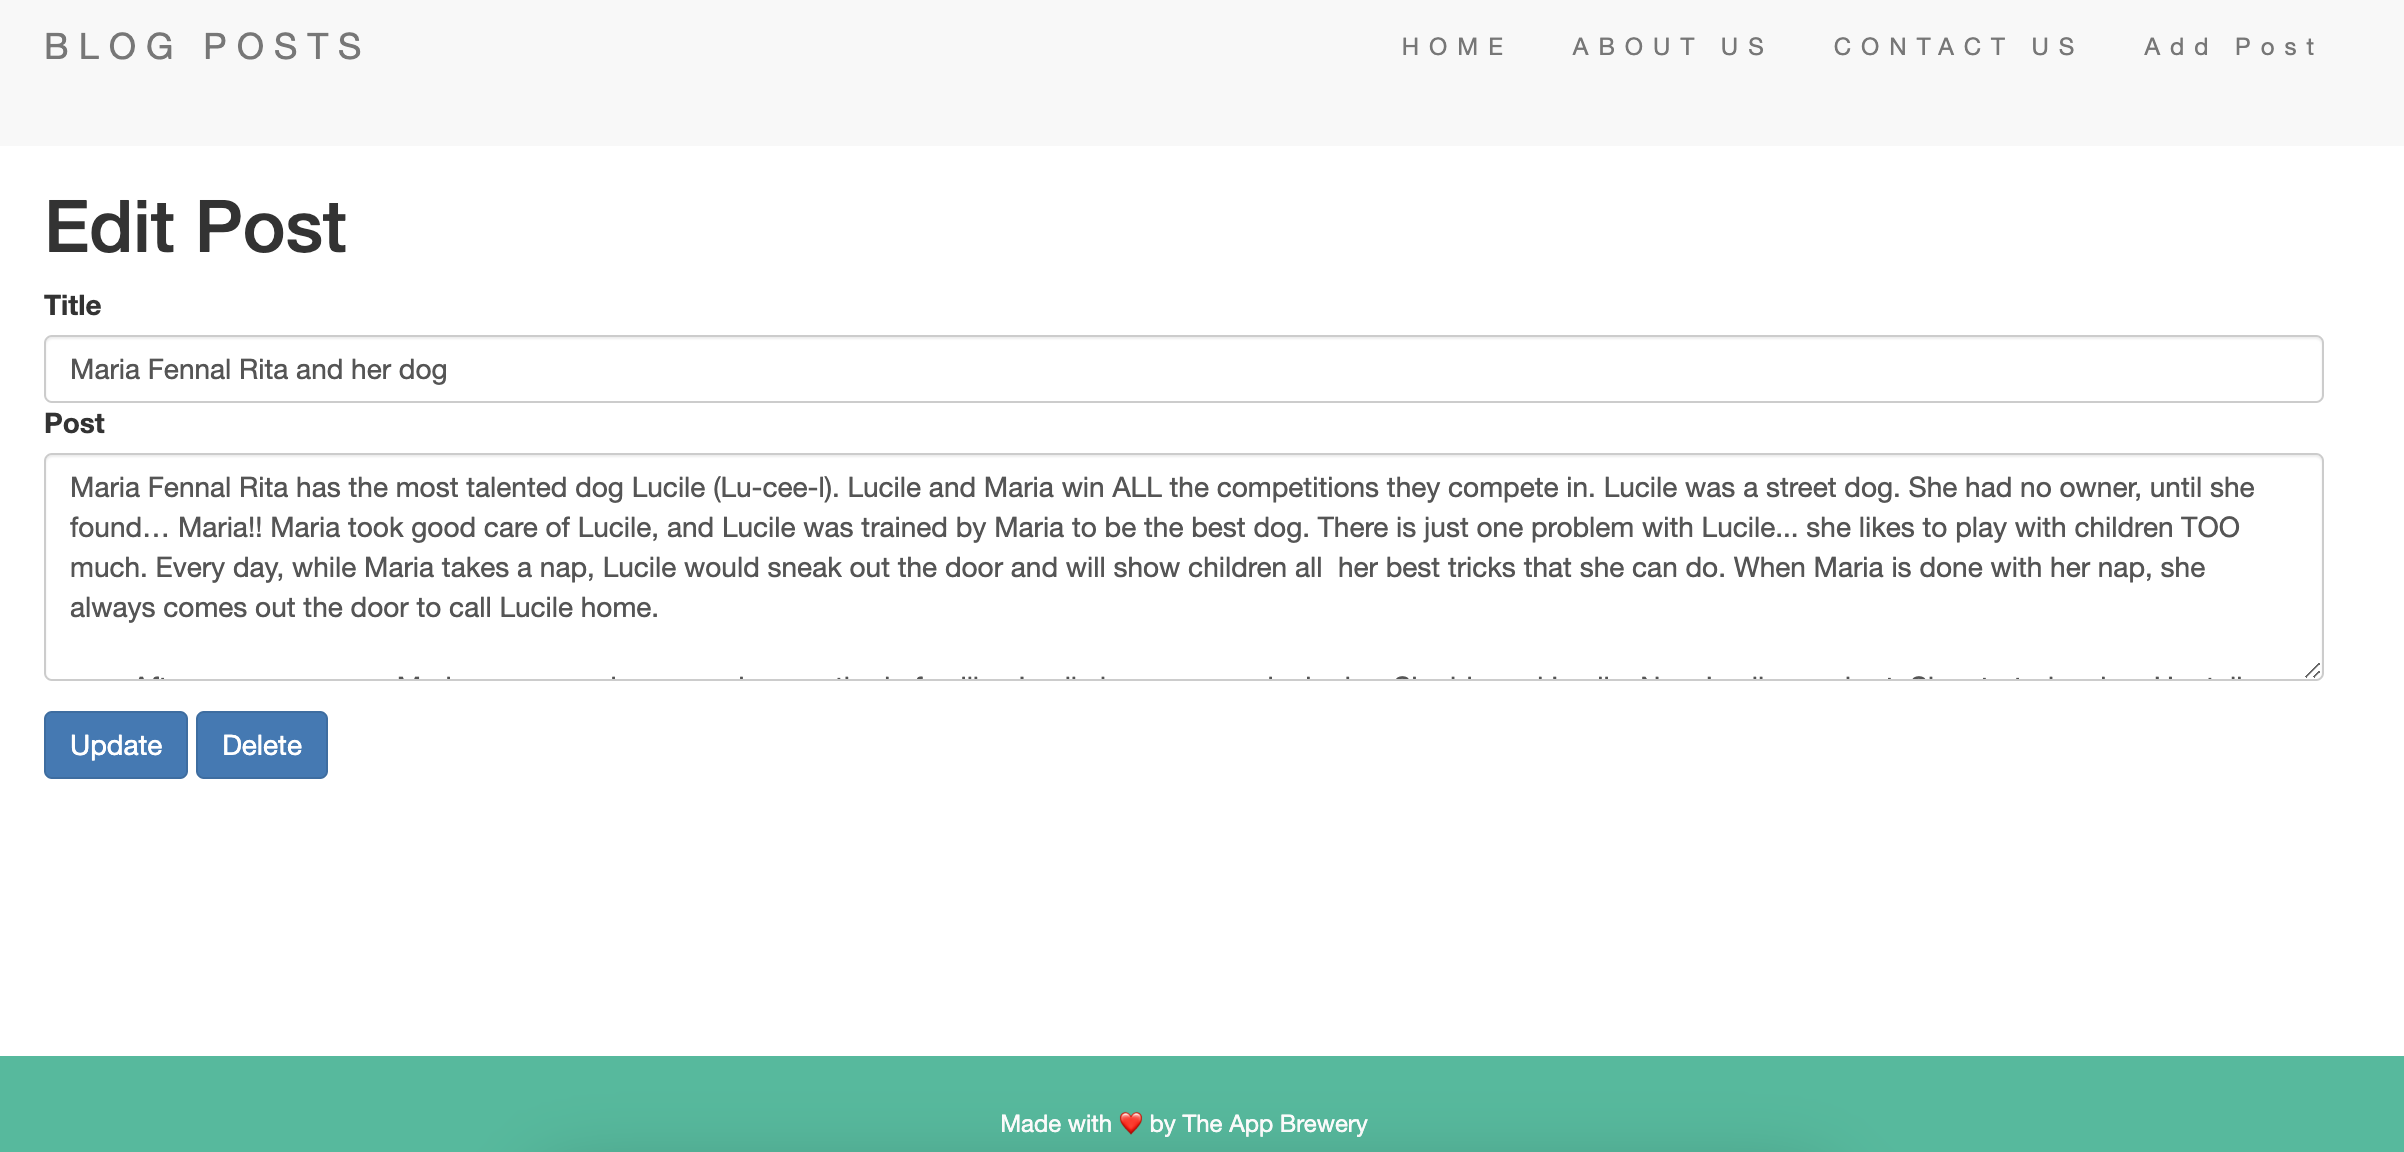 BLOG POSTS
HOME ABOUT US CONTACT US Add Post
Edit Post
Title
Maria Fennal Rita and her dog
Post
Maria Fennal Rita has the most talented dog Lucile (Lu-cee-l). Lucile and Maria win ALL the competitions they compete in. Lucile was a street dog. She had no owner, until she
found… Maria!! Maria took good care of Lucile, and Lucile was trained by Maria to be the best dog. There is just one problem with Lucile... she likes to play with children TOO
much. Every day, while Maria takes a nap, Lucile would sneak out the door and will show children all  her best tricks that she can do. When Maria is done with her nap, she
always comes out the door to call Lucile home.
Update Delete
Made with ❤️ by The App Brewery